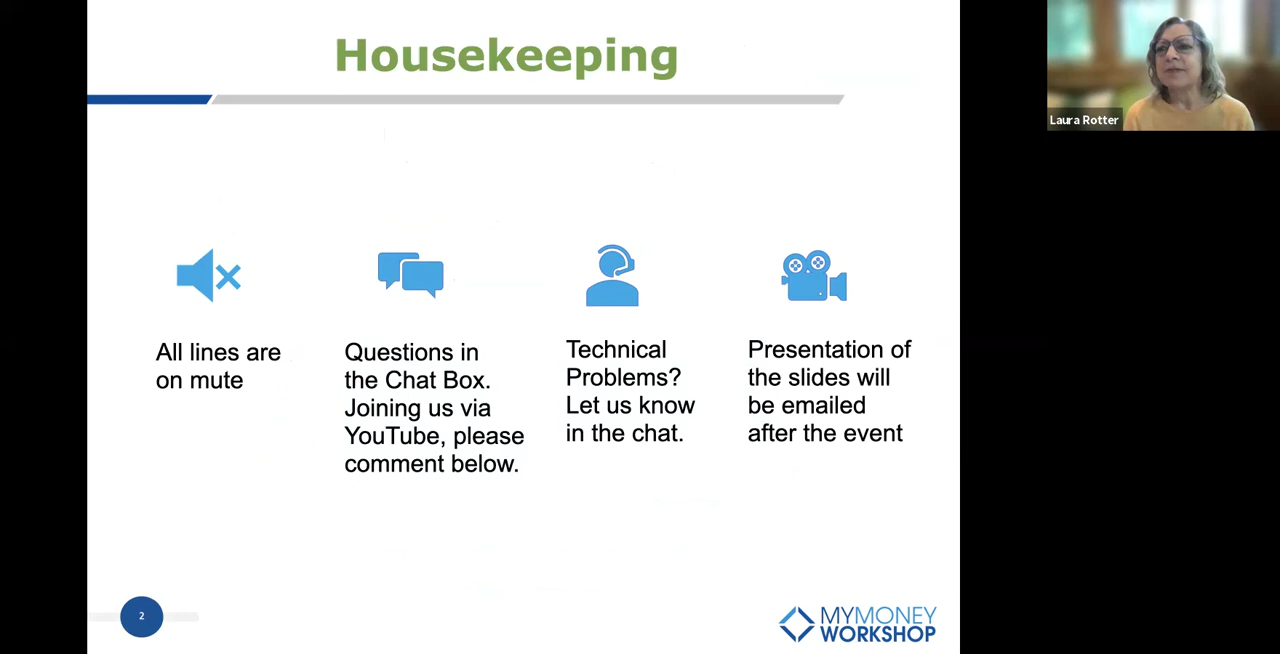 Housekeeping
Laura Rotter
All lines are
on mute
Questions in
the Chat Box.
Joining us via
YouTube, please
comment below.
Technical
Problems?
Let us know
in the chat.
Presentation of
the slides will
be emailed
after the event
2
MYMONEY
WORKSHOP